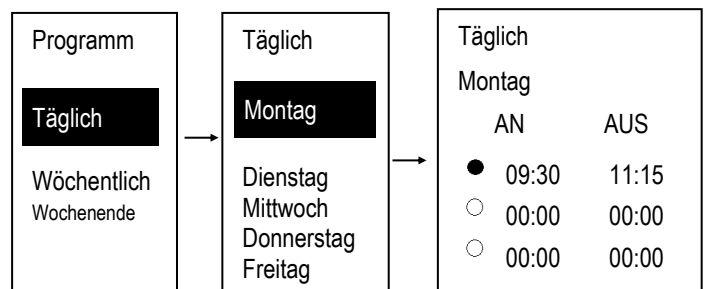 Programm
Täglich
Wöchentlich
Wochenende
Täglich
Montag
Dienstag
Mittwoch
Donnerstag
Freitag
Täglich
Montag
AN AUS
09:30 11:15
00:00 00:00
00:00 00:00